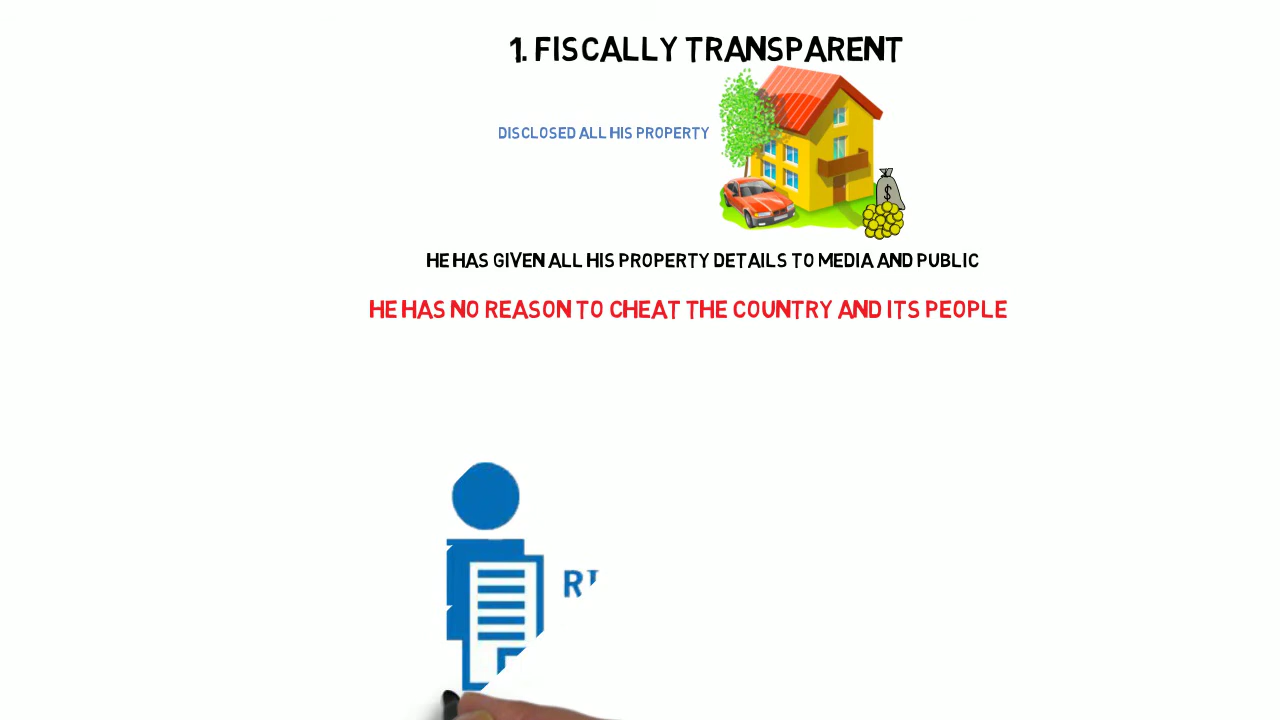 1. FISCALLY TRANSPARENT
DISCLOSED ALL HIS PROPERTY
$
HE HAS GIVEN ALL HIS PROPERTY DETAILS TO MEDIA AND PUBLIC
HE HAS NO REASON TO CHEAT THE COUNTRY AND ITS PEOPLE